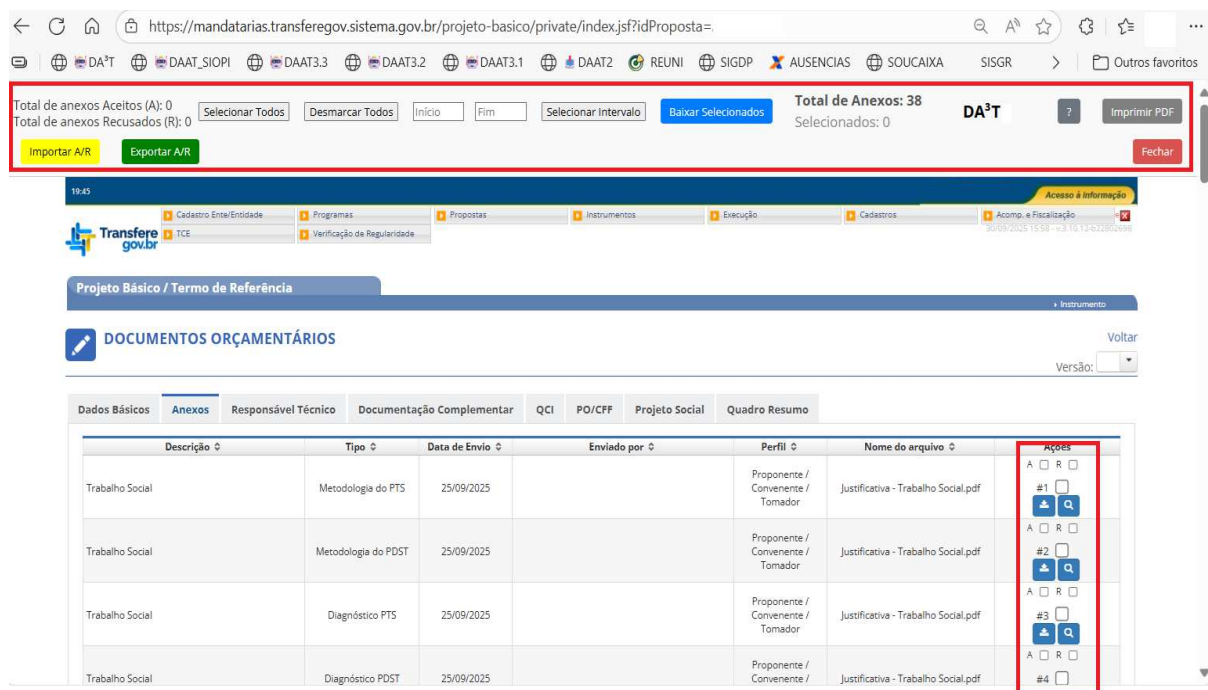 https://mandatarias.transferegov.sistema.gov.br/projeto-basico/private/index.jsf?idProposta=
DA³T DAAT_SIOPI DAAT3.3 DAAT3.2 DAAT3.1 DAAT2 REUNI SIGDP AUSENCIAS SOUCAIXA SISGR Outros favoritos
Total de anexos Aceitos (A): 0
Total de anexos Recusados (R): 0
Selecionar Todos Desmarcar Todos Início Fim Selecionar Intervalo Baixar Selecionados
Total de Anexos: 38
Selecionados: 0
DA³T ? Imprimir PDF
Importar A/R Exportar A/R Fechar
19:45 Acesso à Informação
Transfere
gov.br
Cadastro Ente/Entidade Programas Propostas Instrumentos Execução Cadastros Acomp. e Fiscalização
TCE Verificação de Regularidade
30/09/2025 15:58 - v.3.10.12-b22802698
Projeto Básico / Termo de Referência
Instrumento
DOCUMENTOS ORÇAMENTÁRIOS Voltar
Versão:
Dados Básicos Anexos Responsável Técnico Documentação Complementar QCI PO/CFF Projeto Social Quadro Resumo
Descrição Tipo Data de Envio Enviado por Perfil Nome do arquivo Ações
Trabalho Social Metodologia do PTS 25/09/2025 Proponente / Convenente / Tomador Justificativa - Trabalho Social.pdf A R #1
Trabalho Social Metodologia do PDST 25/09/2025 Proponente / Convenente / Tomador Justificativa - Trabalho Social.pdf A R #2
Trabalho Social Diagnóstico PTS 25/09/2025 Proponente / Convenente / Tomador Justificativa - Trabalho Social.pdf A R #3
Trabalho Social Diagnóstico PDST 25/09/2025 Proponente / Convenente / Justificativa - Trabalho Social.pdf A R #4